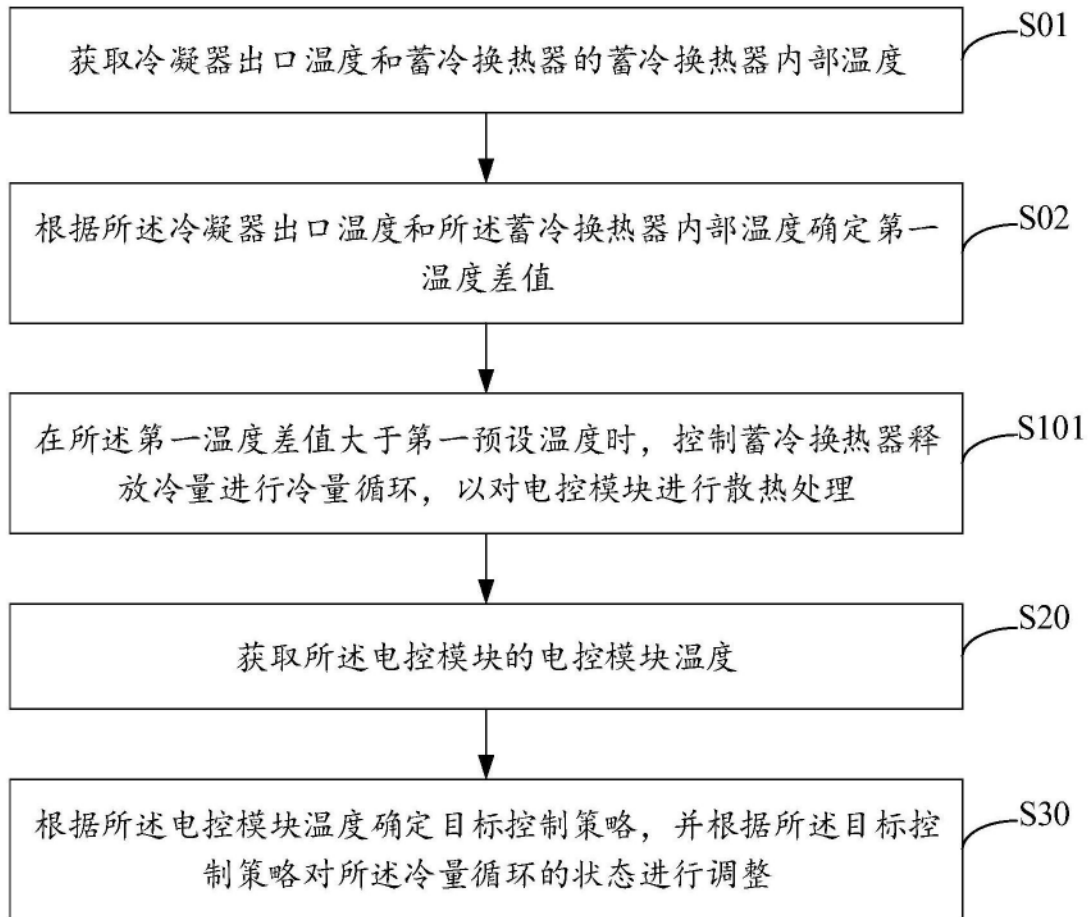 获取冷凝器出口温度和蓄冷换热器的蓄冷换热器内部温度
S01
根据所述冷凝器出口温度和所述蓄冷换热器内部温度确定第一
温度差值
S02
在所述第一温度差值大于第一预设温度时，控制蓄冷换热器释
放冷量进行冷量循环，以对电控模块进行散热处理
S101
获取所述电控模块的电控模块温度
S20
根据所述电控模块温度确定目标控制策略，并根据所述目标控
制策略对所述冷量循环的状态进行调整
S30